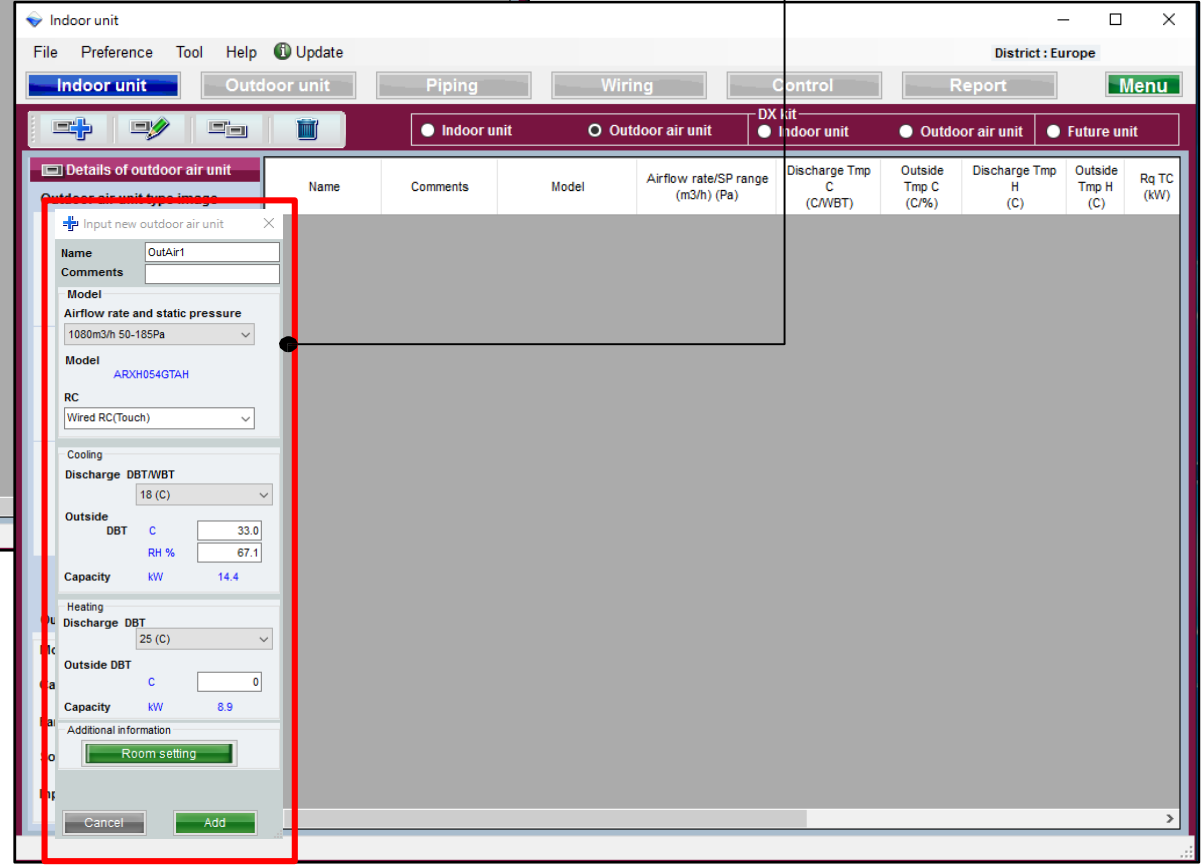 Indoor unit
File Preference Tool Help Update District : Europe
Indoor unit Outdoor unit Piping Wiring Control Report Menu
DX kit
Indoor unit Outdoor air unit Indoor unit Outdoor air unit Future unit
Details of outdoor air unit
Outdoor air unit type image
Name Comments Model Airflow rate/SP range (m3/h) (Pa) Discharge Tmp C (C/WBT) Outside Tmp C (C/%) Discharge Tmp H (C) Outside Tmp H (C) Rq TC (kW)
Input new outdoor air unit
Name OutAir1
Comments
Model
Airflow rate and static pressure
1080m3/h 50-185Pa
Model
ARXH054GTAH
RC
Wired RC(Touch)
Cooling
Discharge DBT/WBT
18 (C)
Outside
DBT C 33.0
RH % 67.1
Capacity kW 14.4
Heating
Discharge DBT
25 (C)
Outside DBT
C 0
Capacity kW 8.9
Additional information
Room setting
Cancel Add